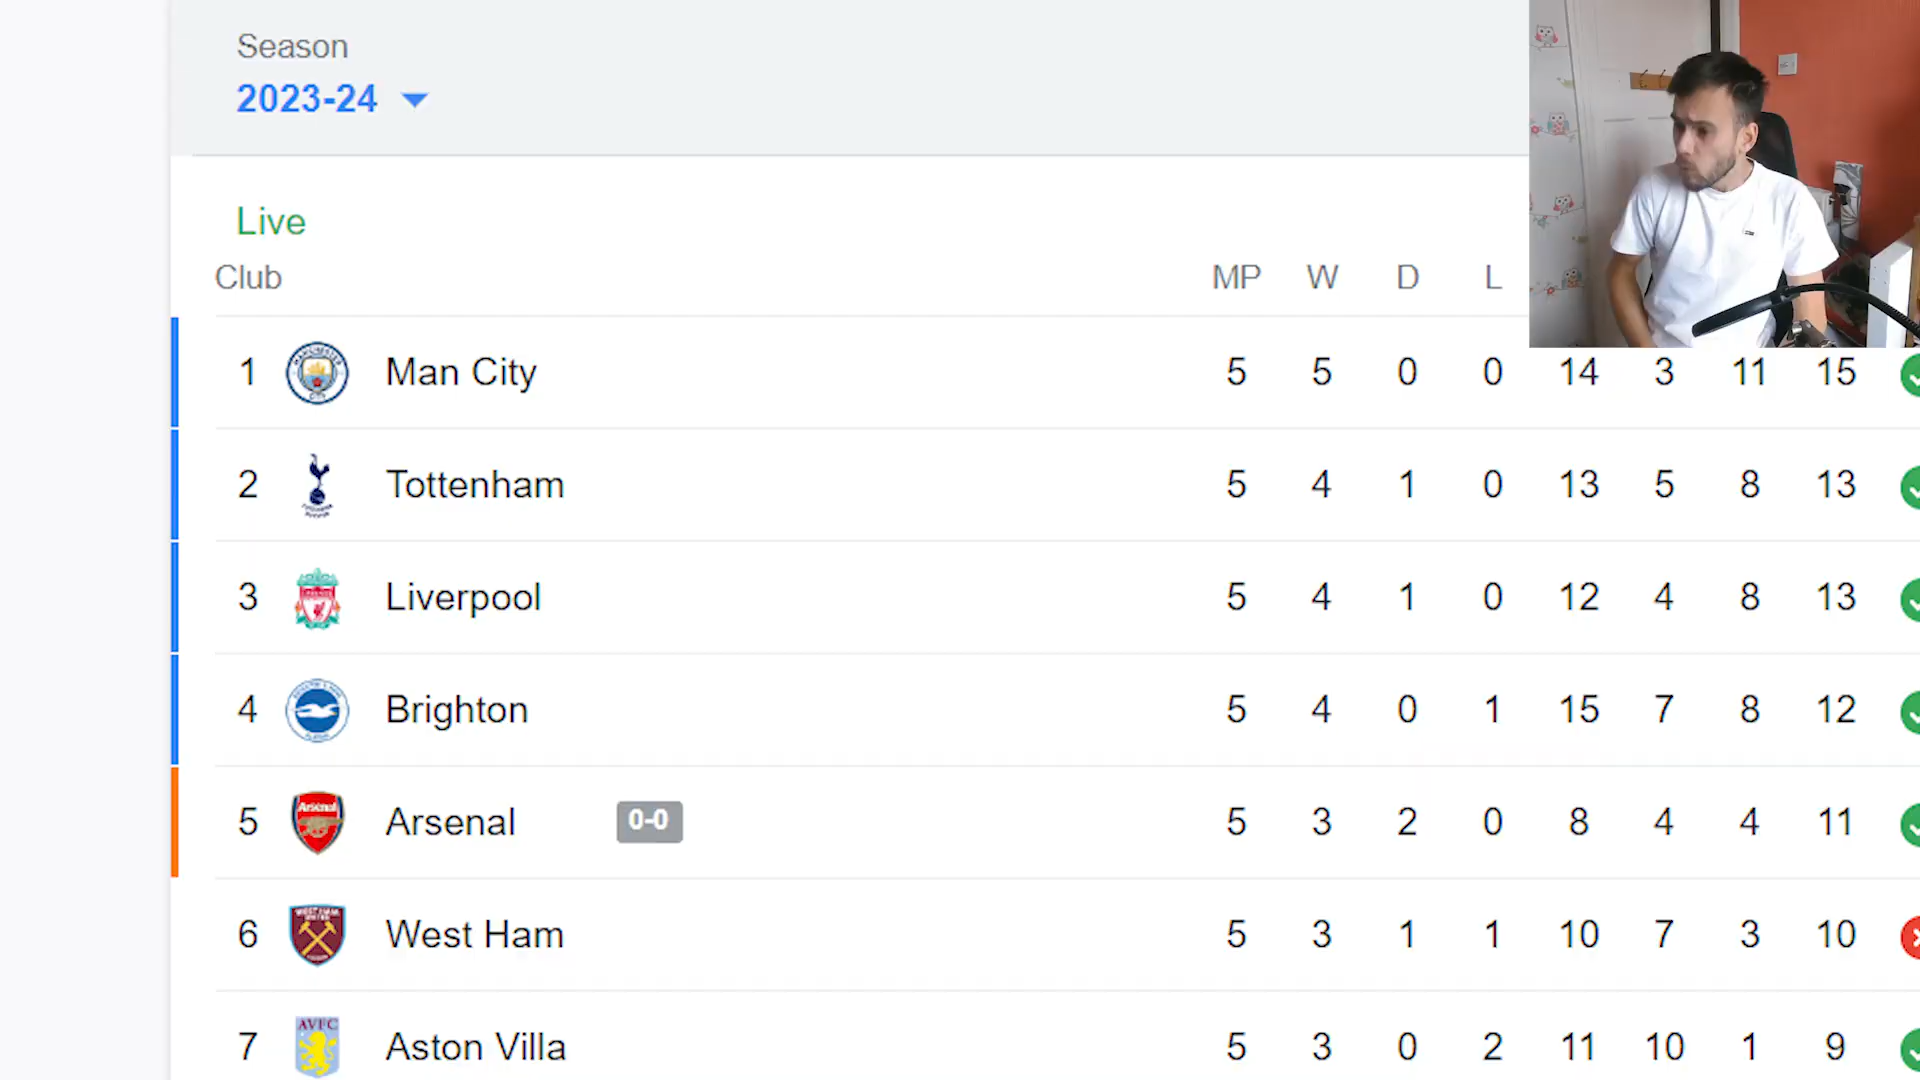 Season
2023-24
Live
Club MP W D L
1 Man City 5 5 0 0 14 3 11 15
2 Tottenham 5 4 1 0 13 5 8 13
3 Liverpool 5 4 1 0 12 4 8 13
4 Brighton 5 4 0 1 15 7 8 12
5 Arsenal 0-0 5 3 2 0 8 4 4 11
6 West Ham 5 3 1 1 10 7 3 10
AVFC
7 Aston Villa 5 3 0 2 11 10 1 9